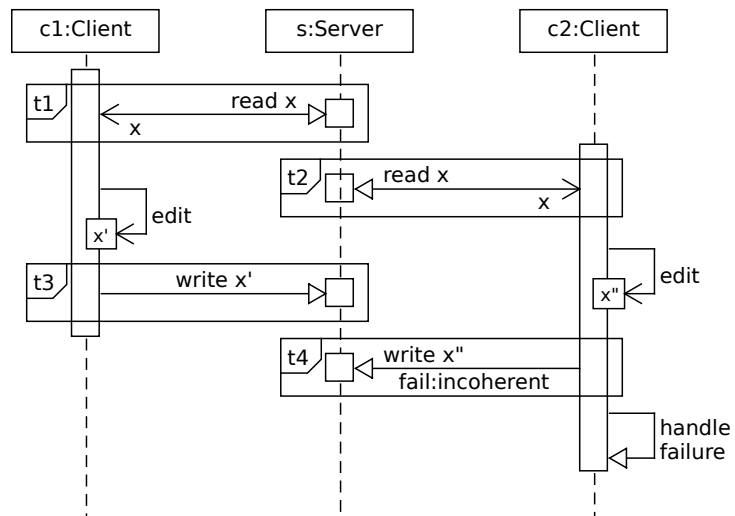 c1:Client
s:Server
c2:Client
t1
read x
x
t2
read x
x
edit
x'
t3
write x'
edit
x"
t4
write x"
fail:incoherent
handle
failure